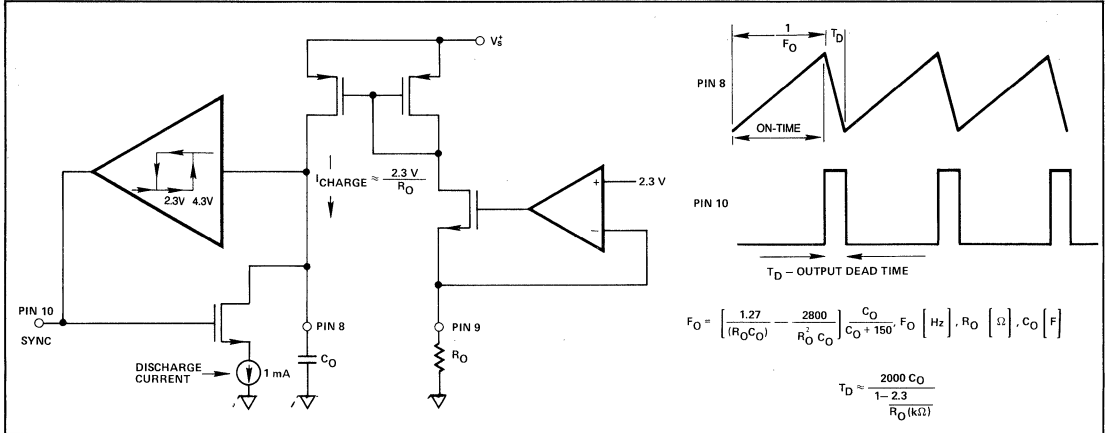 V_S^+
I_CHARGE ≈ 2.3 V / R_O
2.3V 4.3V
+
2.3 V
−
PIN 10
SYNC
PIN 8
PIN 9
C_O
R_O
DISCHARGE
CURRENT
1 mA
1 / F_O
T_D
PIN 8
ON-TIME
PIN 10
T_D – OUTPUT DEAD TIME
F_O = [ 1.27 / (R_O C_O) — 2800 / R_O^2 C_O ] C_O / C_O + 150 , F_O [ Hz ] , R_O [ Ω ] , C_O [ F ]
T_D ≈ 2000 C_O / 1– 2.3 / R_O (kΩ)